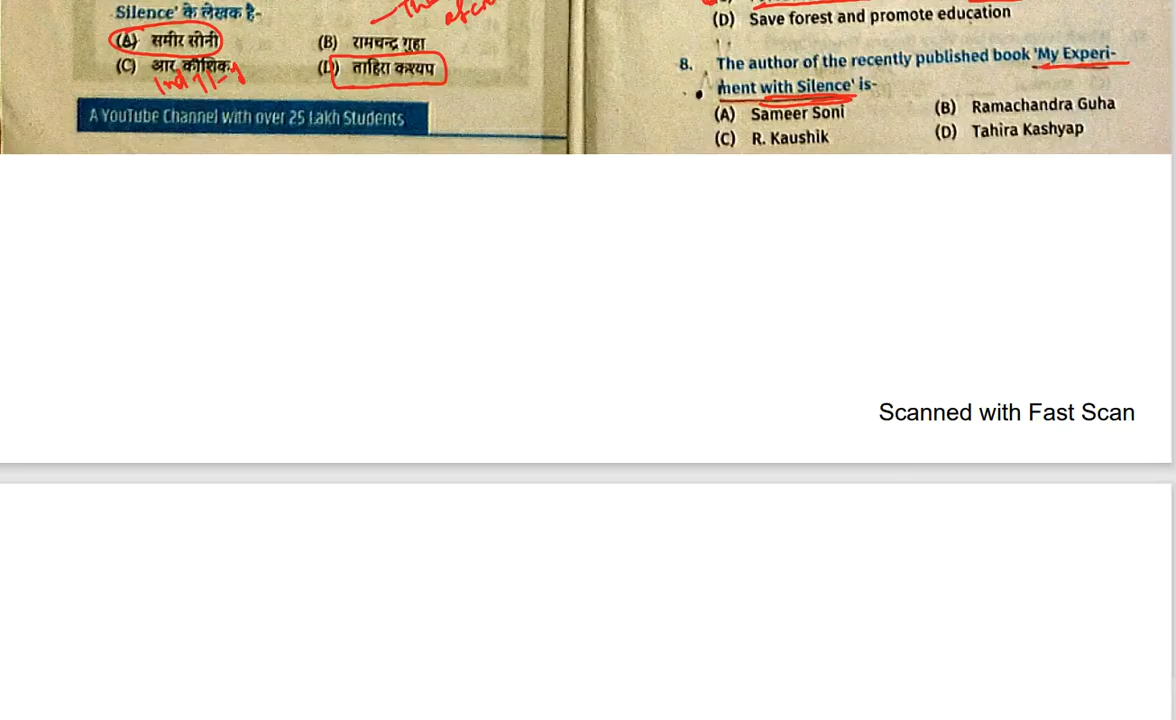 Silence' के लेखक है-
(A) समीर सोनी
(B) रामचन्द्र गुहा
(C) आर. कौशिक
(D) ताहिरा कश्यप
A YouTube Channel with over 25 Lakh Students
(D) Save forest and promote education
8. The author of the recently published book 'My Experi-
ment with Silence' is-
(A) Sameer Soni
(B) Ramachandra Guha
(C) R. Kaushik
(D) Tahira Kashyap
Scanned with Fast Scan